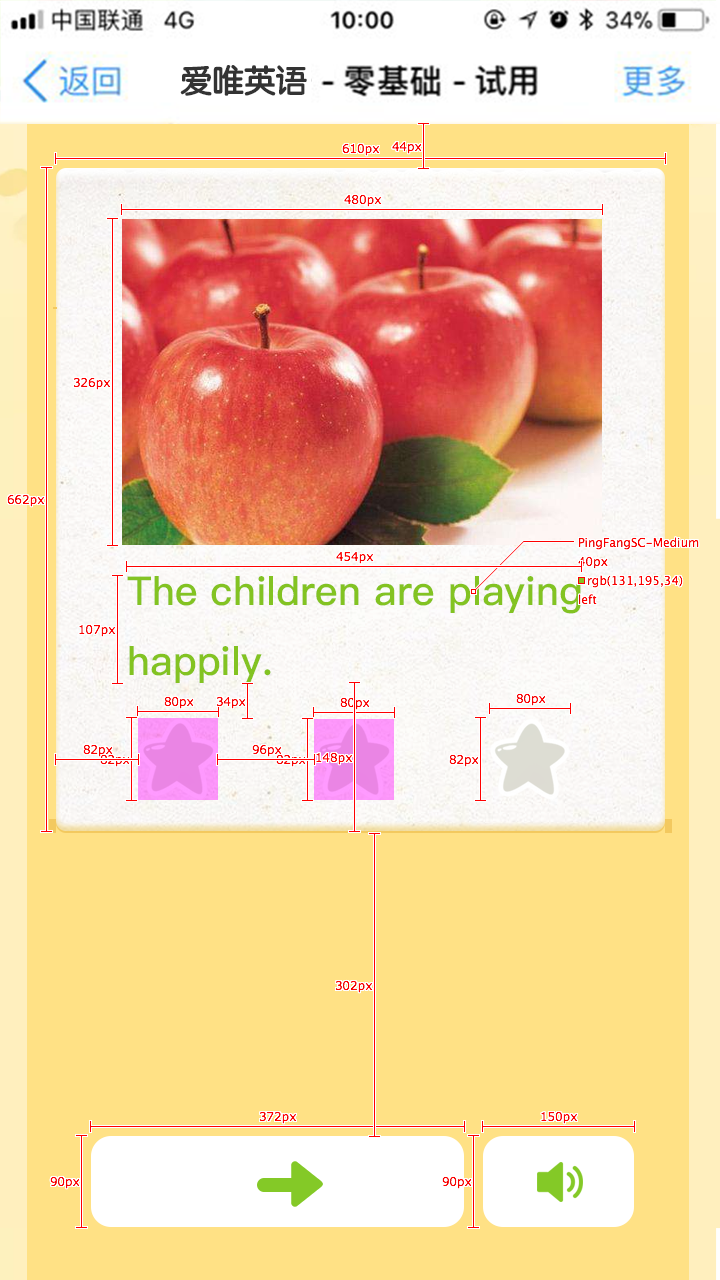 中国联通 4G 10:00 34%
返回 爱唯英语 - 零基础 - 试用 更多
610px 44px
480px
326px
662px
PingFangSC-Medium
454px 40px
rgb(131,195,34)
left
The children are playing
107px
happily.
80px 34px 80px 80px
82px 82px 96px 82px 148px 82px
302px
372px 150px
90px 90px